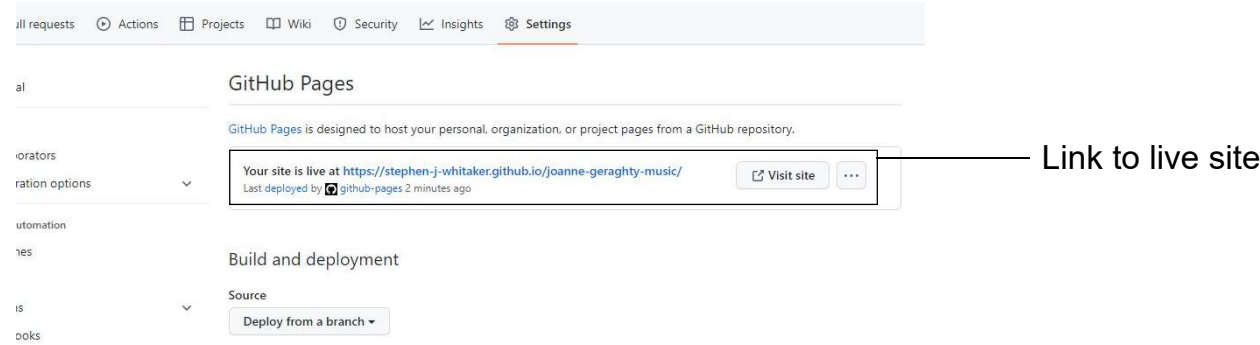 ull requests Actions Projects Wiki Security Insights Settings
al
GitHub Pages
GitHub Pages is designed to host your personal, organization, or project pages from a GitHub repository.
orators
ration options
Your site is live at https://stephen-j-whitaker.github.io/joanne-geraghty-music/
Last deployed by github-pages 2 minutes ago
Visit site
Link to live site
utomation
nes
Build and deployment
Source
Deploy from a branch
ns
ooks